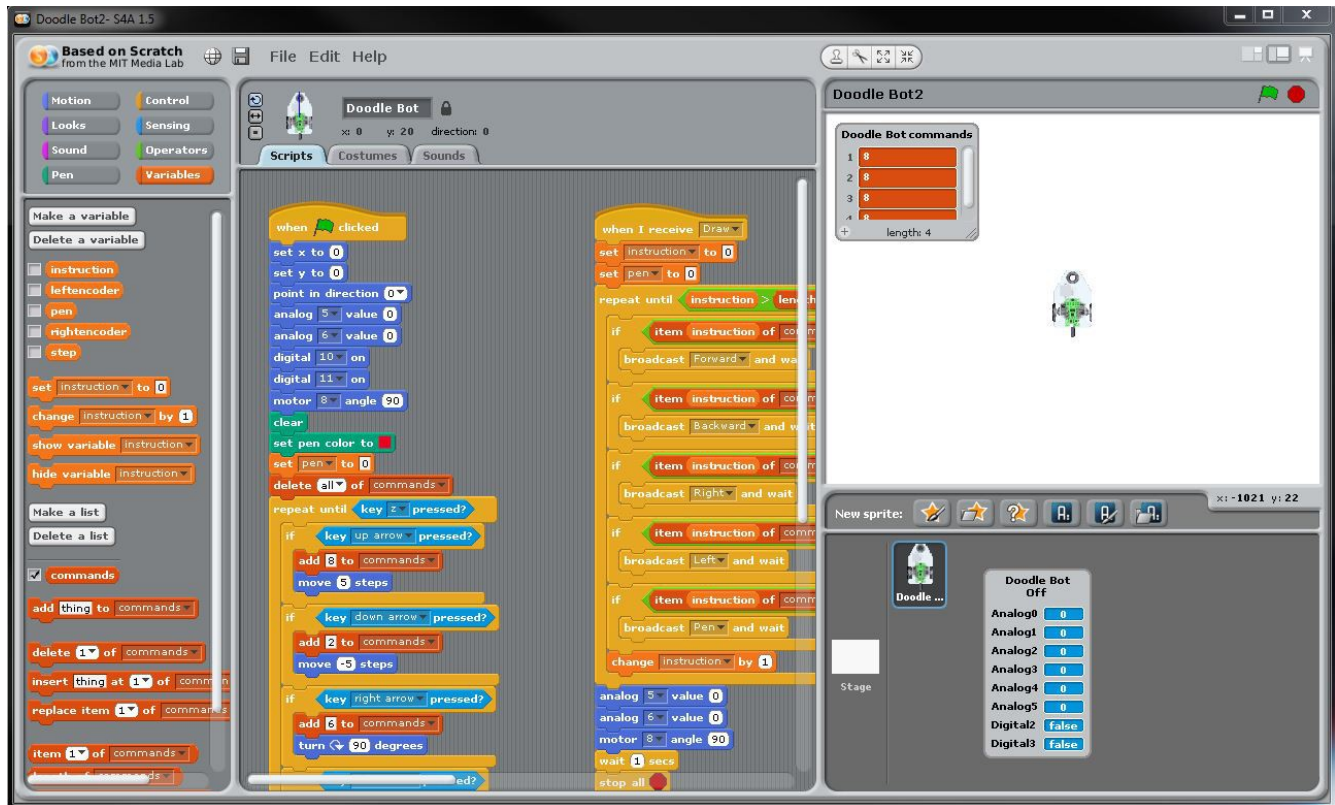 Doodle Bot2- S4A 1.5
Based on Scratch
from the MIT Media Lab
File Edit Help
Motion Control
Looks Sensing
Sound Operators
Pen Variables
Make a variable
Delete a variable
instruction
leftencoder
pen
rightencoder
step
set instruction to 0
change instruction by 1
show variable instruction
hide variable instruction
Make a list
Delete a list
commands
add thing to commands
delete 1 of commands
insert thing at 1 of
replace item 1 of commands
item 1 of commands
Doodle Bot
x: 0 y: 20 direction: 0
Scripts Costumes Sounds
when clicked
set x to 0
set y to 0
point in direction 0
analog 5 value 0
analog 6 value 0
digital 10 on
digital 11 on
motor 8 angle 90
clear
set pen color to
set pen to 0
delete all of commands
repeat until key z pressed?
if key up arrow pressed?
add 8 to commands
move 5 steps
if key down arrow pressed?
add 2 to commands
move -5 steps
if key right arrow pressed?
add 6 to commands
turn 90 degrees
when I receive Draw
set instruction to 0
set pen to 0
repeat until instruction > length
if item instruction of
broadcast Forward and wait
if item instruction of
broadcast Backward and wait
if item instruction of
broadcast Right and wait
if item instruction of
broadcast Left and wait
if item instruction of
broadcast Pen and wait
change instruction by 1
analog 5 value 0
analog 6 value 0
motor 8 angle 90
wait 1 secs
stop all
Doodle Bot2
Doodle Bot commands
1 8
2 8
3 8
4 8
+ length: 4
x: -1021 y: 22
New sprite:
Doodle ...
Stage
Doodle Bot
Off
Analog0 0
Analog1 0
Analog2 0
Analog3 0
Analog4 0
Analog5 0
Digital2 false
Digital3 false